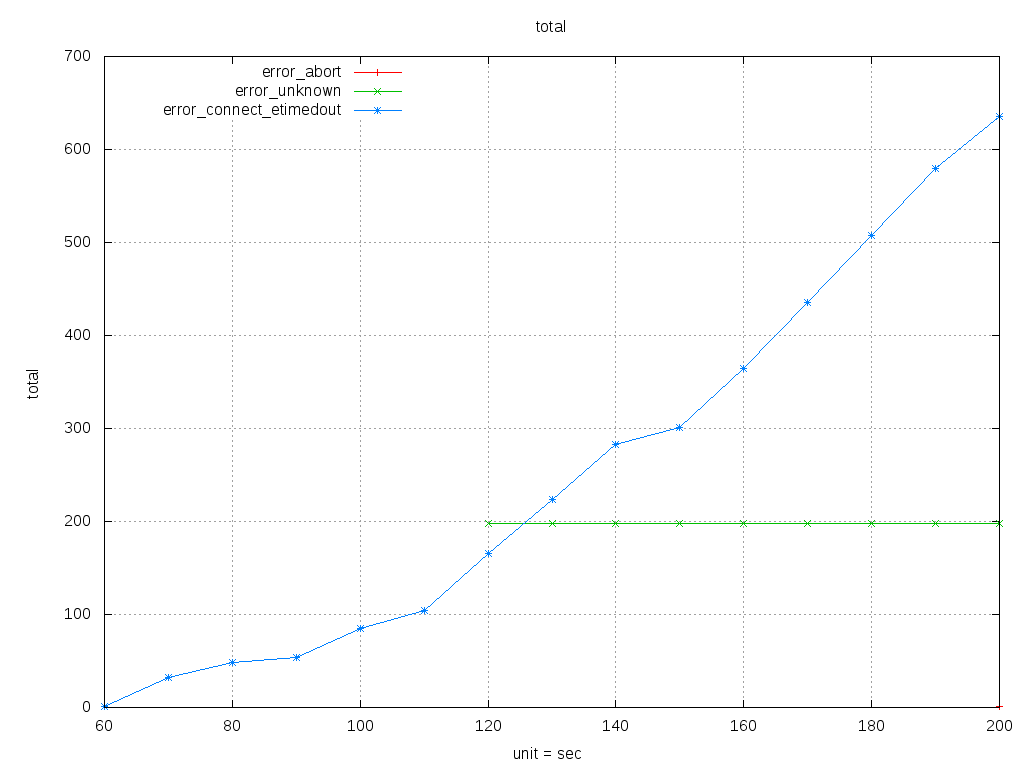 total
700
600
500
400
300
200
100
0
total
error_abort
error_unknown
error_connect_etimedout
60 80 100 120 140 160 180 200
unit = sec